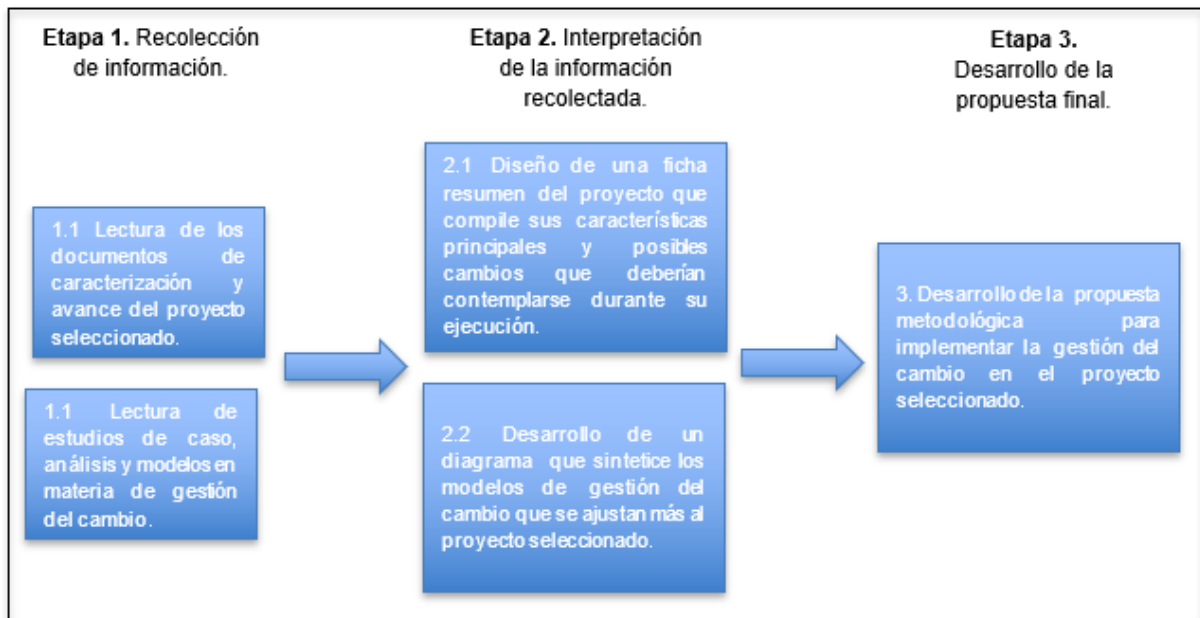 Etapa 1. Recolección
de información.
1.1 Lectura de los
documentos de
caracterización y
avance del proyecto
seleccionado.
1.1 Lectura de
estudios de caso,
análisis y modelos en
materia de gestión
del cambio.
Etapa 2. Interpretación
de la información
recolectada.
2.1 Diseño de una ficha
resumen del proyecto que
compile sus características
principales y posibles
cambios que deberían
contemplarse durante su
ejecución.
2.2 Desarrollo de un
diagrama que sintetice los
modelos de gestión del
cambio que se ajustan más al
proyecto seleccionado.
Etapa 3.
Desarrollo de la
propuesta final.
3. Desarrollo de la propuesta
metodológica para
implementar la gestión del
cambio en el proyecto
seleccionado.